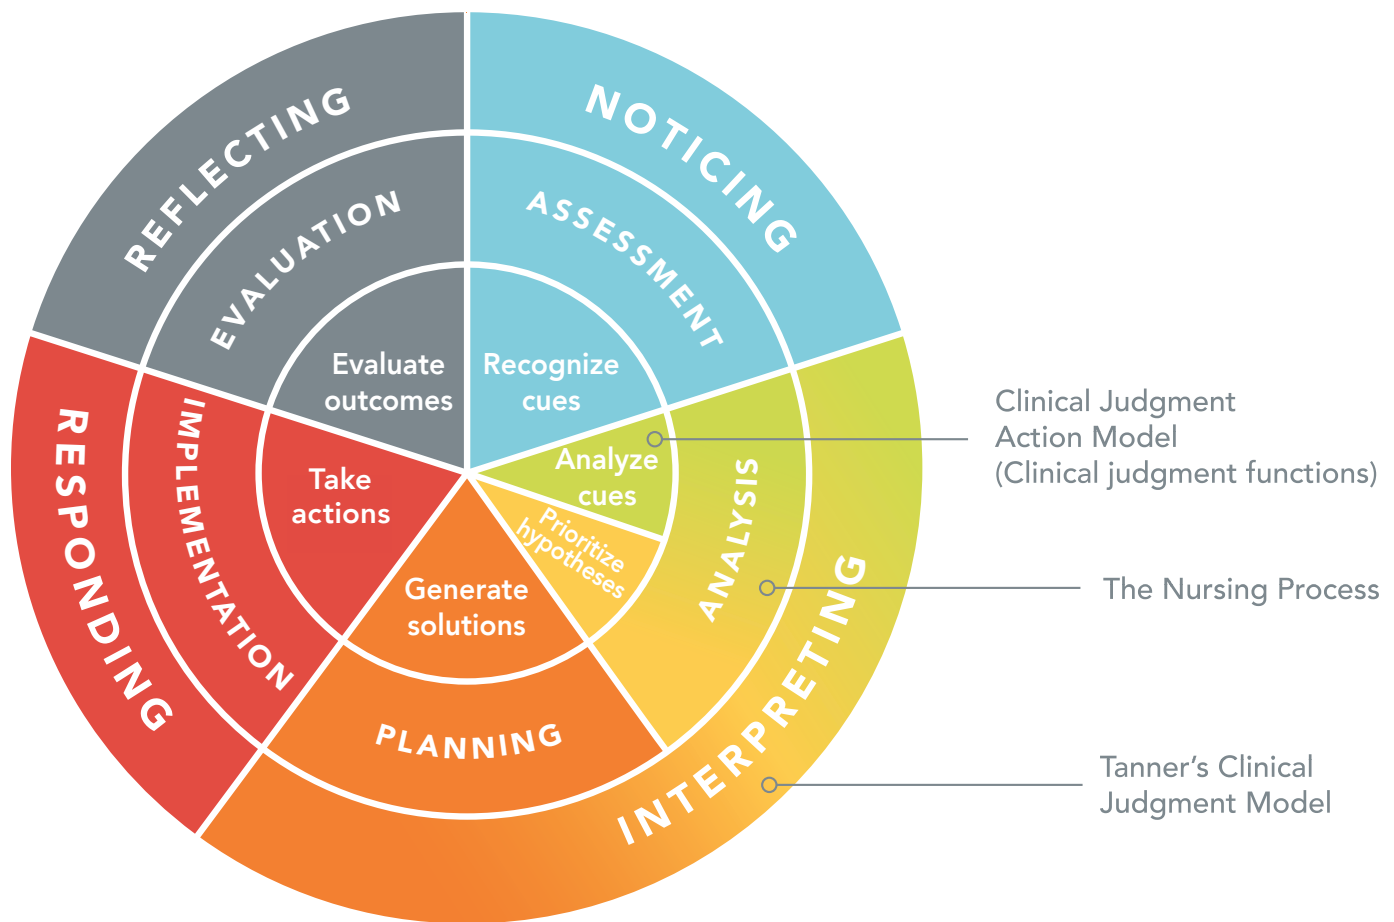 REFLECTING
NOTICING
EVALUATION
ASSESSMENT
Evaluate
outcomes
Recognize
cues
RESPONDING
IMPLEMENTATION
Take
actions
Analyze
cues
Prioritize
hypotheses
Generate
solutions
ANALYSIS
PLANNING
INTERPRETING
Clinical Judgment
Action Model
(Clinical judgment functions)
The Nursing Process
Tanner’s Clinical
Judgment Model